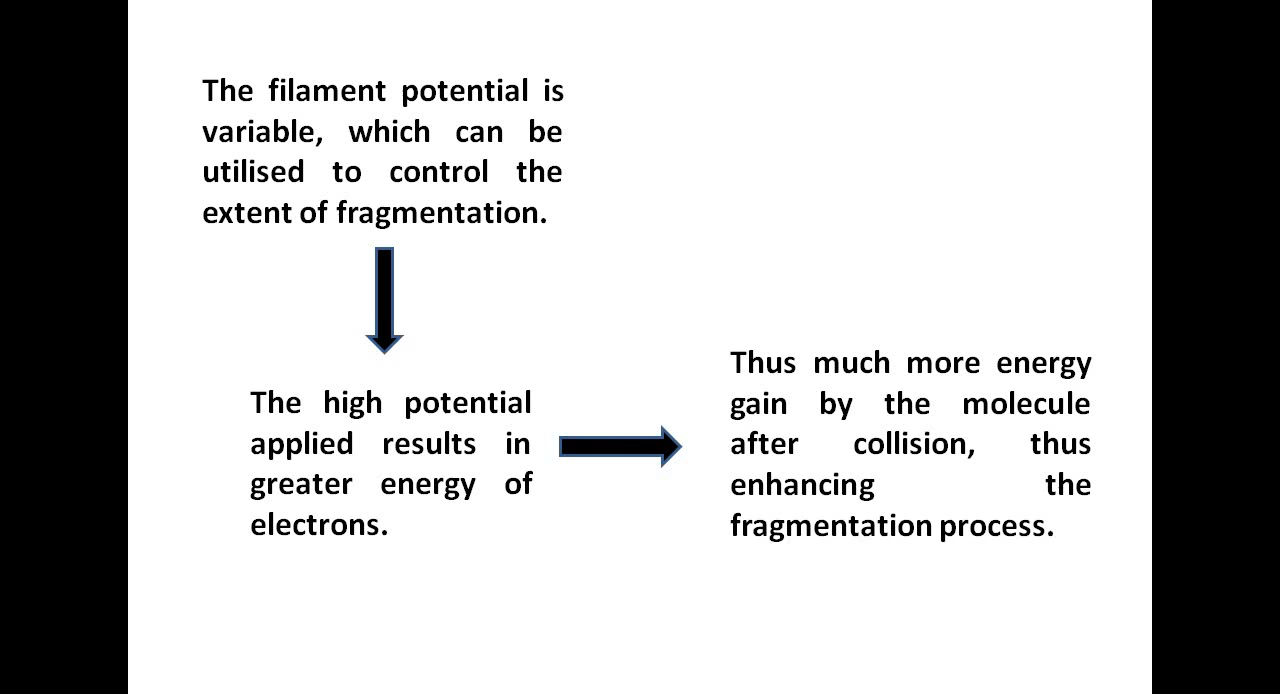 The filament potential is
variable, which can be
utilised to control the
extent of fragmentation.
The high potential
applied results in
greater energy of
electrons.
Thus much more energy
gain by the molecule
after collision, thus
enhancing the
fragmentation process.